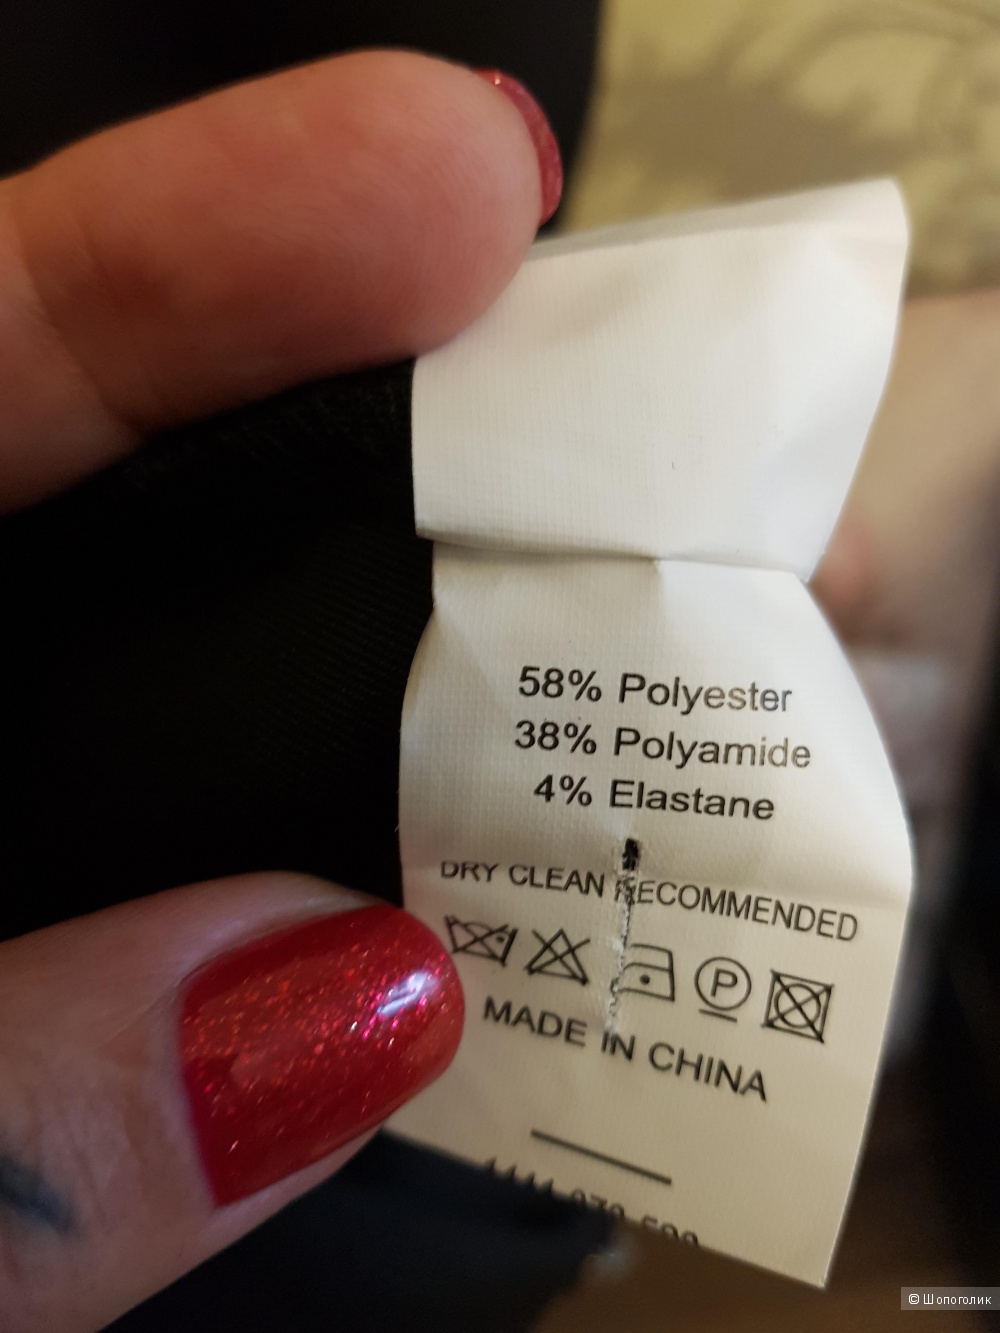 58% Polyester
38% Polyamide
4% Elastane
DRY CLEAN RECOMMENDED
P
MADE IN CHINA
© Шопоголик